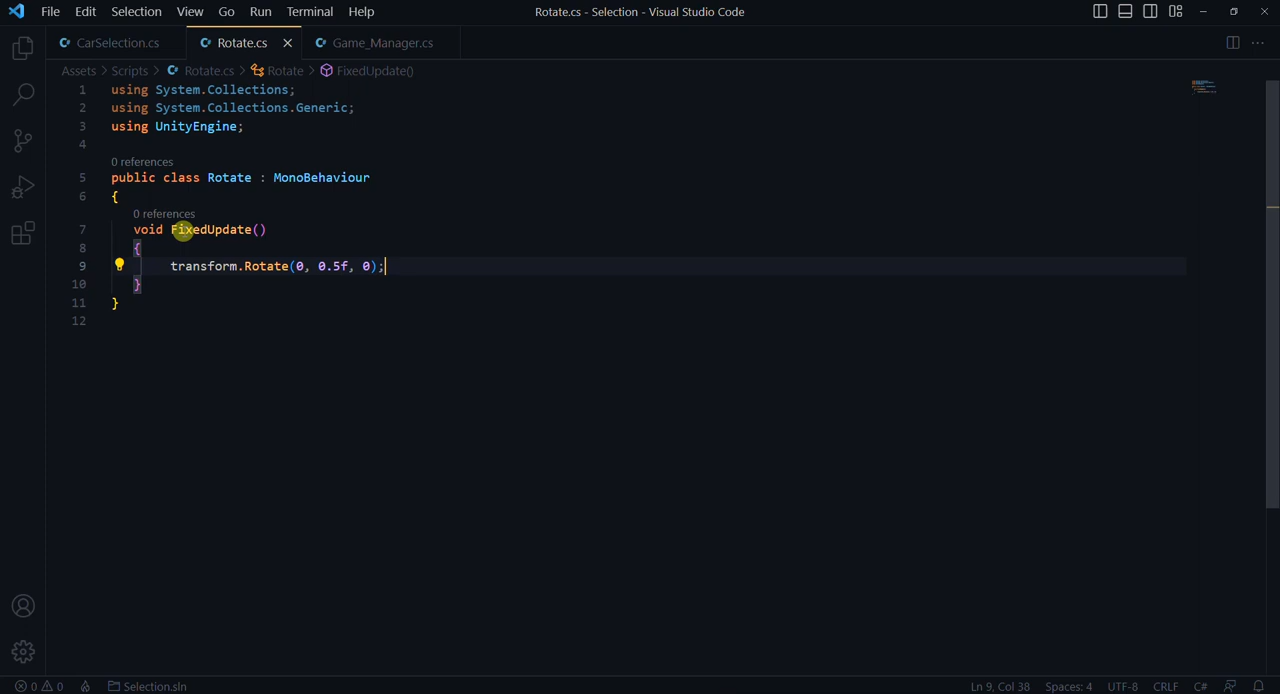 File Edit Selection View Go Run Terminal Help Rotate.cs - Selection - Visual Studio Code
CarSelection.cs Rotate.cs Game_Manager.cs
Assets > Scripts > Rotate.cs > Rotate > FixedUpdate()
1 using System.Collections;
2 using System.Collections.Generic;
3 using UnityEngine;
4
0 references
5 public class Rotate : MonoBehaviour
6 {
0 references
7 void FixedUpdate()
8 {
9 transform.Rotate(0, 0.5f, 0);
10 }
11 }
12
0 0 Selection.sln Ln 9, Col 38 Spaces: 4 UTF-8 CRLF C#